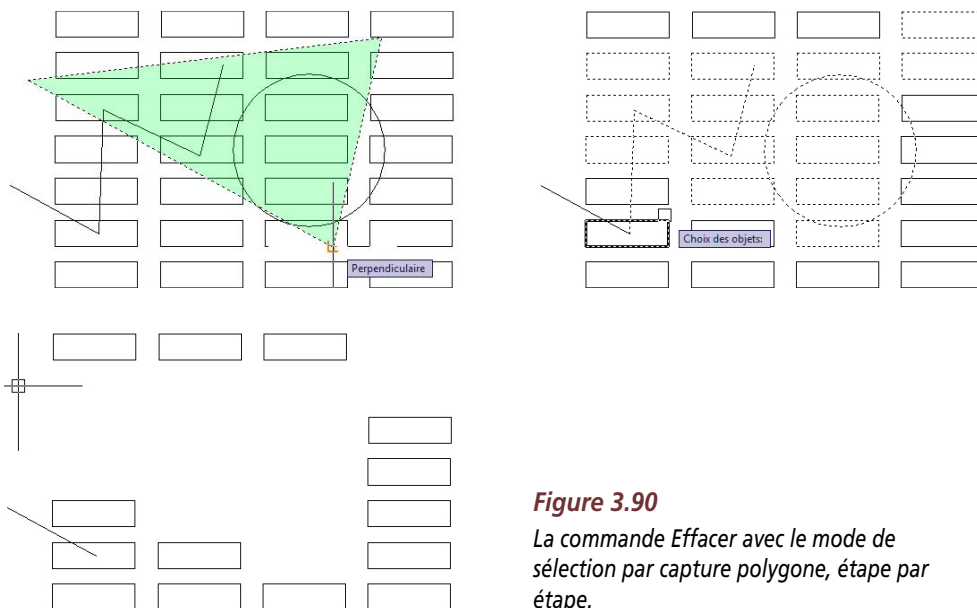 Perpendiculaire
Choix des objets:
Figure 3.90
La commande Effacer avec le mode de
sélection par capture polygone, étape par
étape.